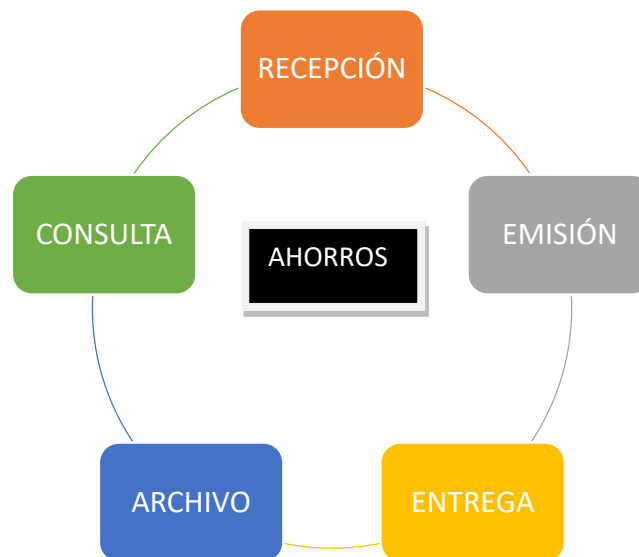 RECEPCIÓN
CONSULTA
EMISIÓN
AHORROS
ARCHIVO
ENTREGA